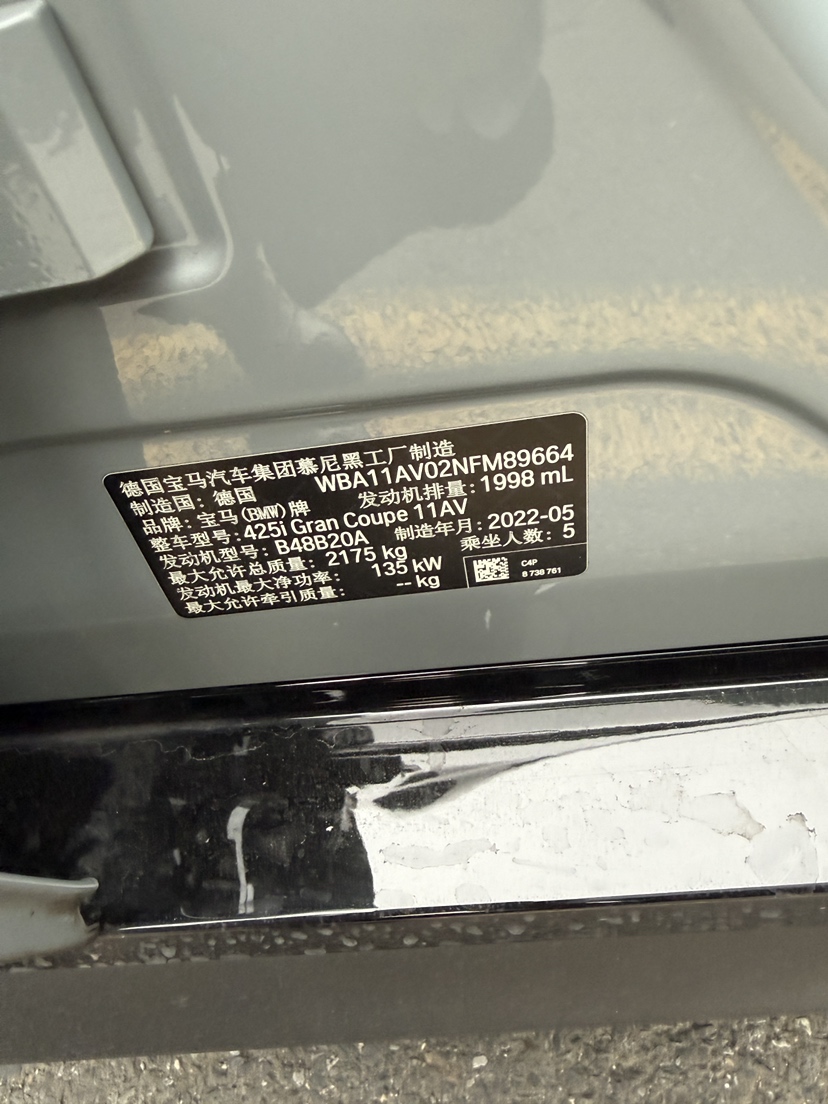 德国宝马汽车集团慕尼黑工厂制造
制造国：德国 WBA11AV02NFM89664
品牌：宝马(BMW)牌 发动机排量：1998 mL
整车型号：425i Gran Coupe 11AV
发动机型号：B48B20A 制造年月：2022-05
最大允许总质量：2175 kg 乘坐人数：5
发动机最大净功率：135 kW
最大允许牵引质量：-- kg
C4P
8 738 761